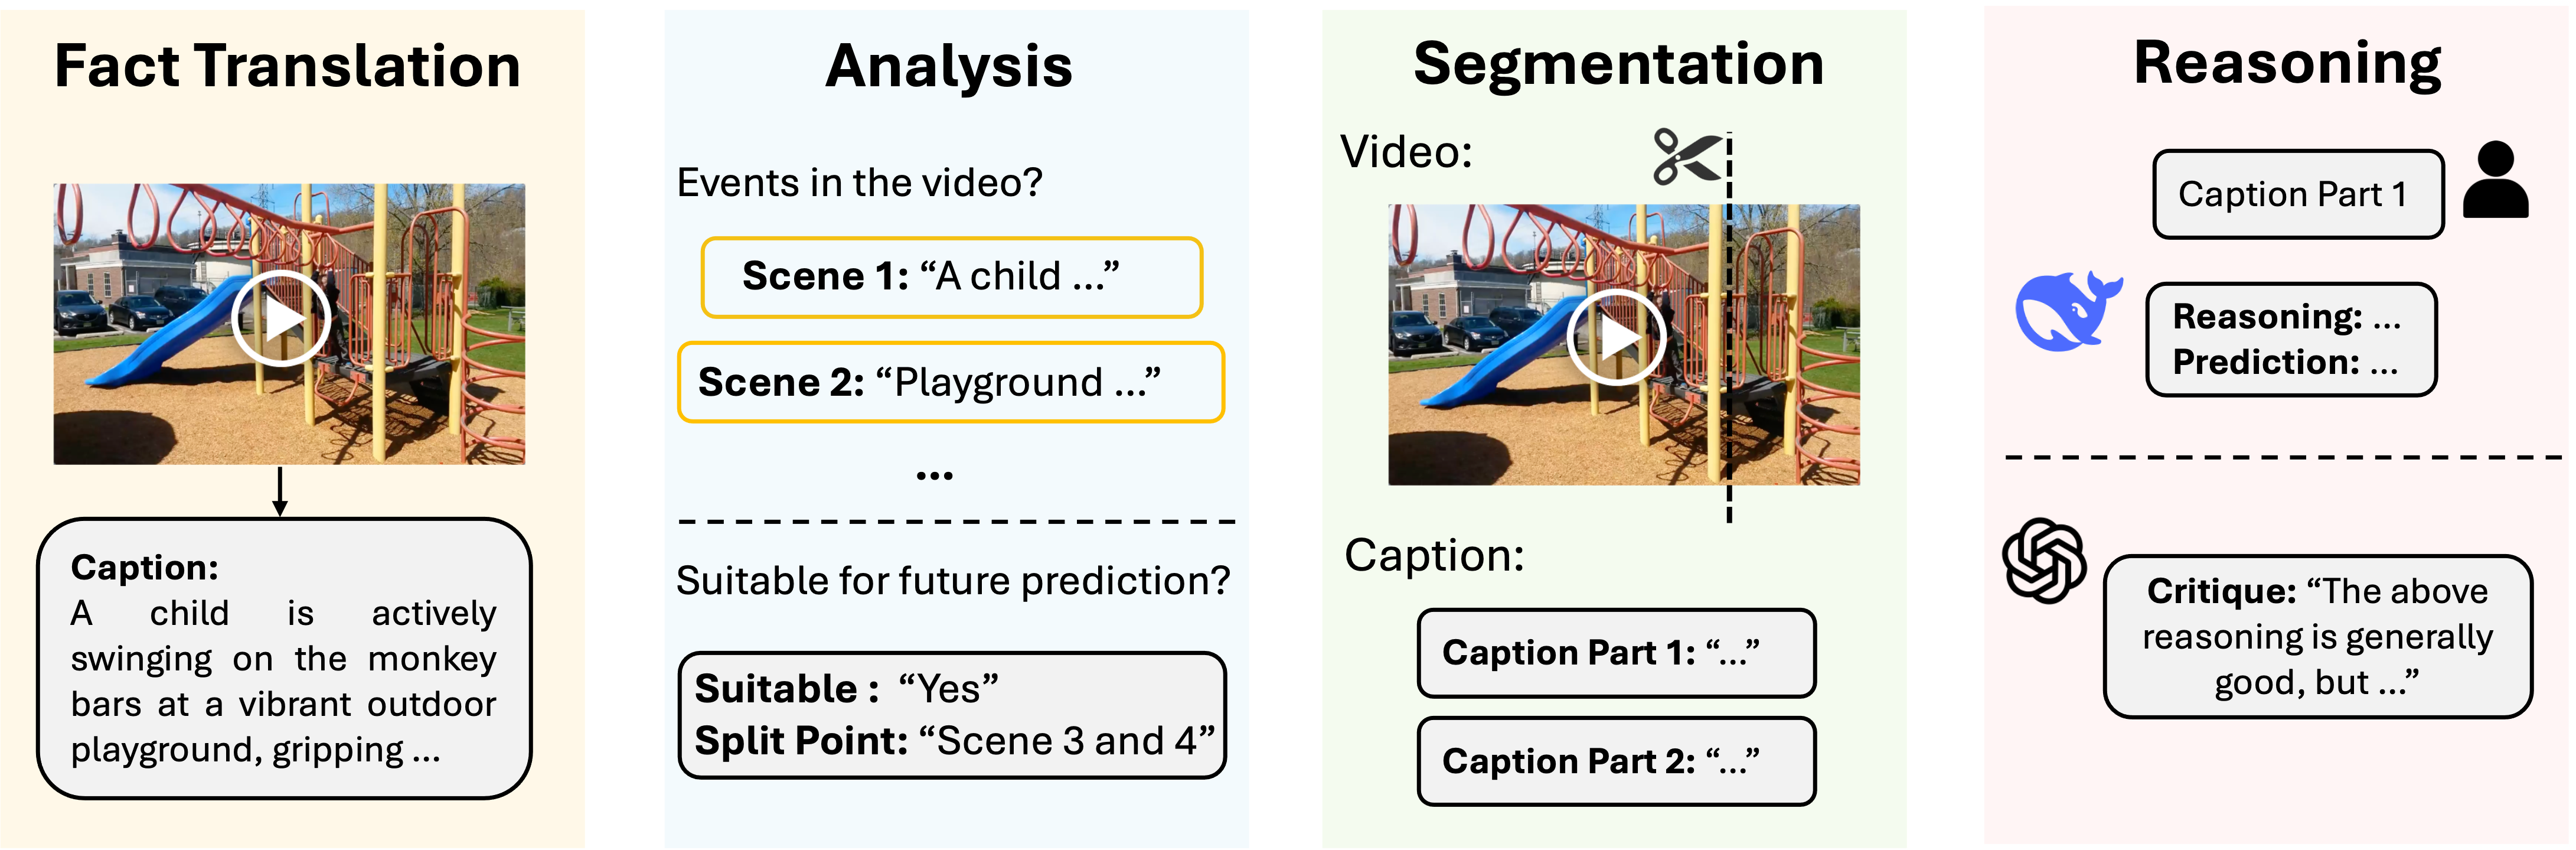 Fact Translation
Caption:
A child is actively
swinging on the monkey
bars at a vibrant outdoor
playground, gripping ...
Analysis
Events in the video?
Scene 1: “A child ...”
Scene 2: “Playground ...”
...
Suitable for future prediction?
Suitable : “Yes”
Split Point: “Scene 3 and 4”
Segmentation
Video:
Caption:
Caption Part 1: “...”
Caption Part 2: “...”
Reasoning
Caption Part 1
Reasoning: ...
Prediction: ...
Critique: “The above
reasoning is generally
good, but ...”